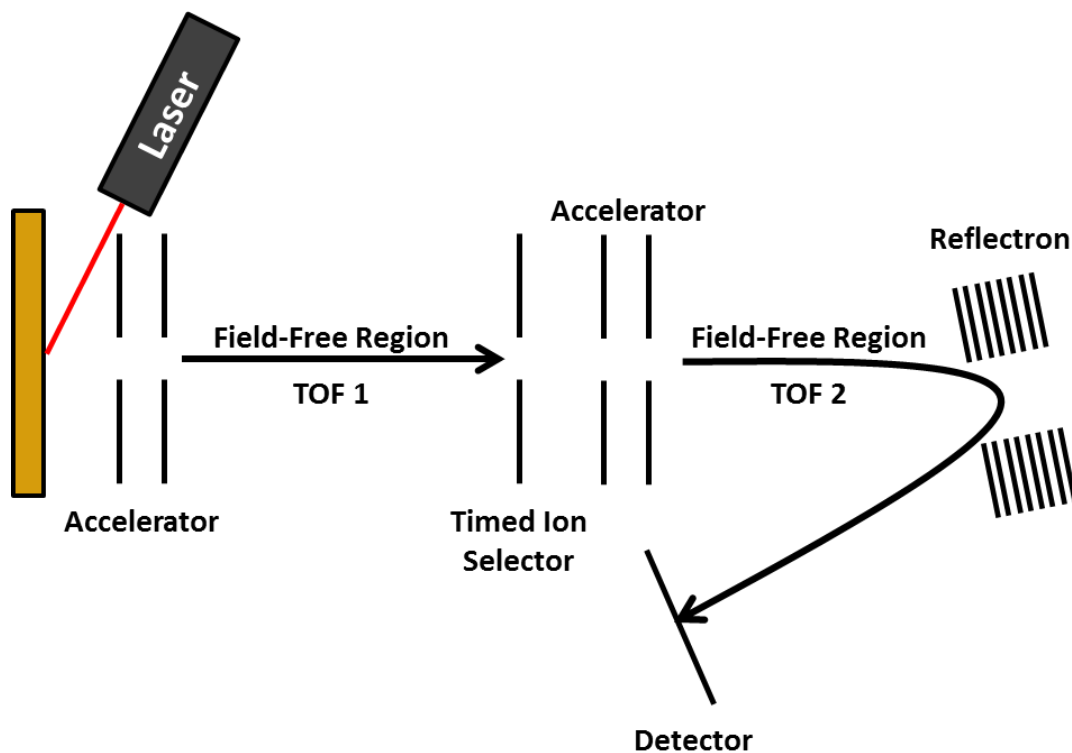 Laser
Accelerator
Reflectron
Field-Free Region
TOF 1
Field-Free Region
TOF 2
Accelerator
Timed Ion
Selector
Detector